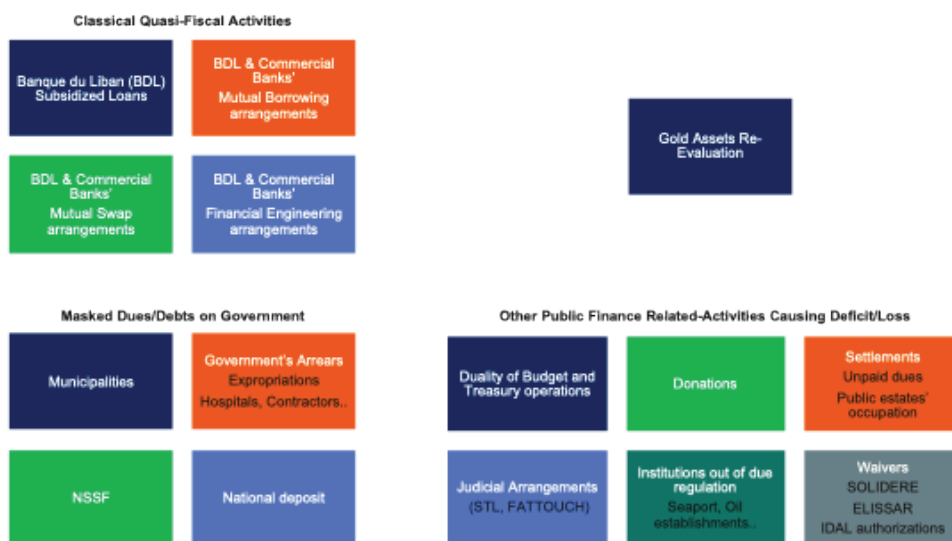 Classical Quasi-Fiscal Activities
Banque du Liban (BDL)
Subsidized Loans
BDL & Commercial
Banks'
Mutual Borrowing
arrangements
BDL & Commercial
Banks'
Mutual Swap
arrangements
BDL & Commercial
Banks'
Financial Engineering
arrangements
Gold Assets Re-
Evaluation
Masked Dues/Debts on Government
Municipalities
Government's Arrears
Expropriations
Hospitals, Contractors..
NSSF
National deposit
Other Public Finance Related-Activities Causing Deficit/Loss
Duality of Budget and
Treasury operations
Donations
Settlements
Unpaid dues
Public estates'
occupation
Judicial Arrangements
(STL, FATTOUCH)
Institutions out of due
regulation
Seaport, Oil
establishments..
Waivers
SOLIDERE
ELISSAR
IDAL authorizations